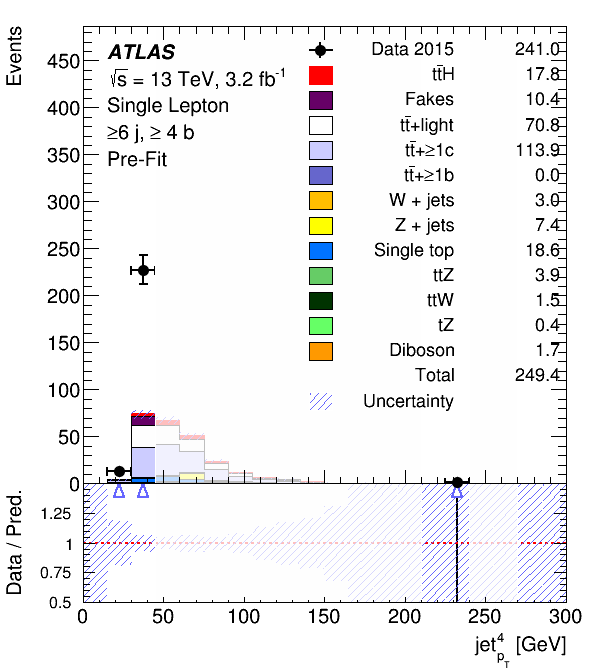 Events
450
400
350
300
250
200
150
100
50
0
ATLAS
√s = 13 TeV, 3.2 fb⁻¹
Single Lepton
≥6 j, ≥ 4 b
Pre-Fit
Data 2015 241.0
tt̄H 17.8
Fakes 10.4
tt̄+light 70.8
tt̄+≥1c 113.9
tt̄+≥1b 0.0
W + jets 3.0
Z + jets 7.4
Single top 18.6
ttZ 3.9
ttW 1.5
tZ 0.4
Diboson 1.7
Total 249.4
Uncertainty
Data / Pred.
1.25
1
0.75
0.5
0 50 100 150 200 250 300
jet⁴ p_T [GeV]